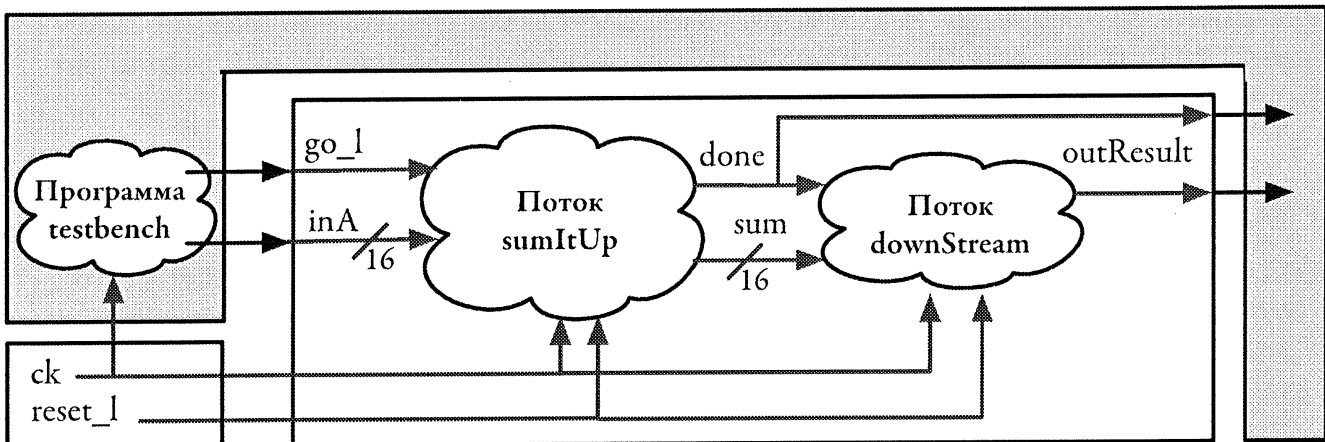 go_l
done
outResult
Программа
testbench
Поток
sumItUp
Поток
downStream
inA
16
sum
16
ck
reset_l